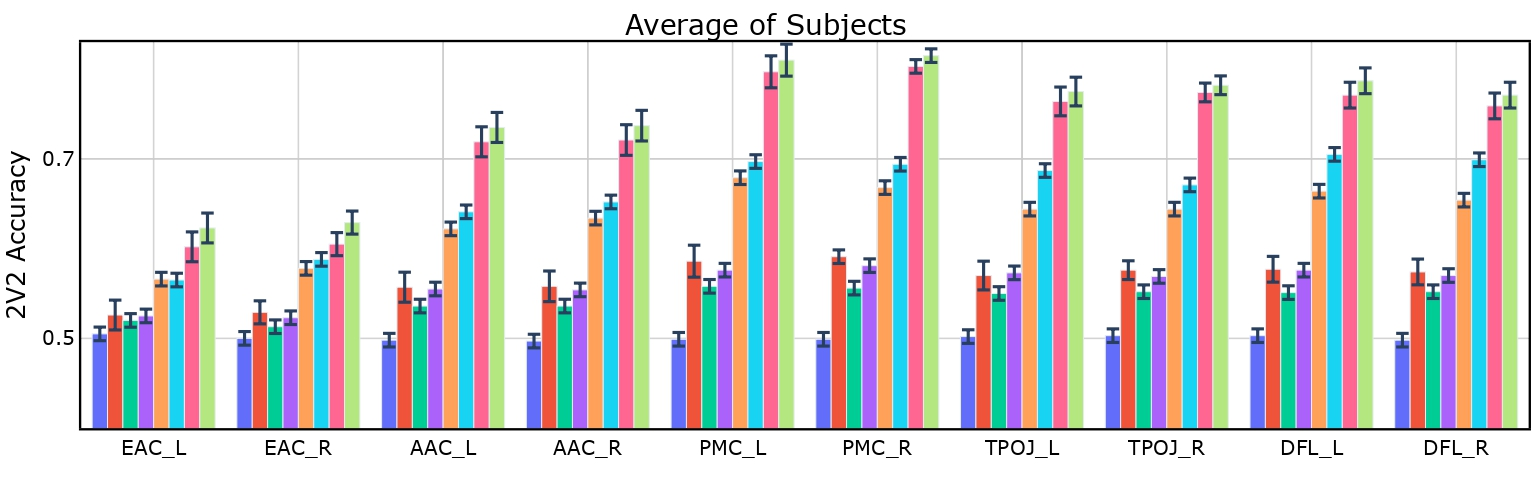 Average of Subjects
2V2 Accuracy
0.7
0.5
EAC_L EAC_R AAC_L AAC_R PMC_L PMC_R TPOJ_L TPOJ_R DFL_L DFL_R